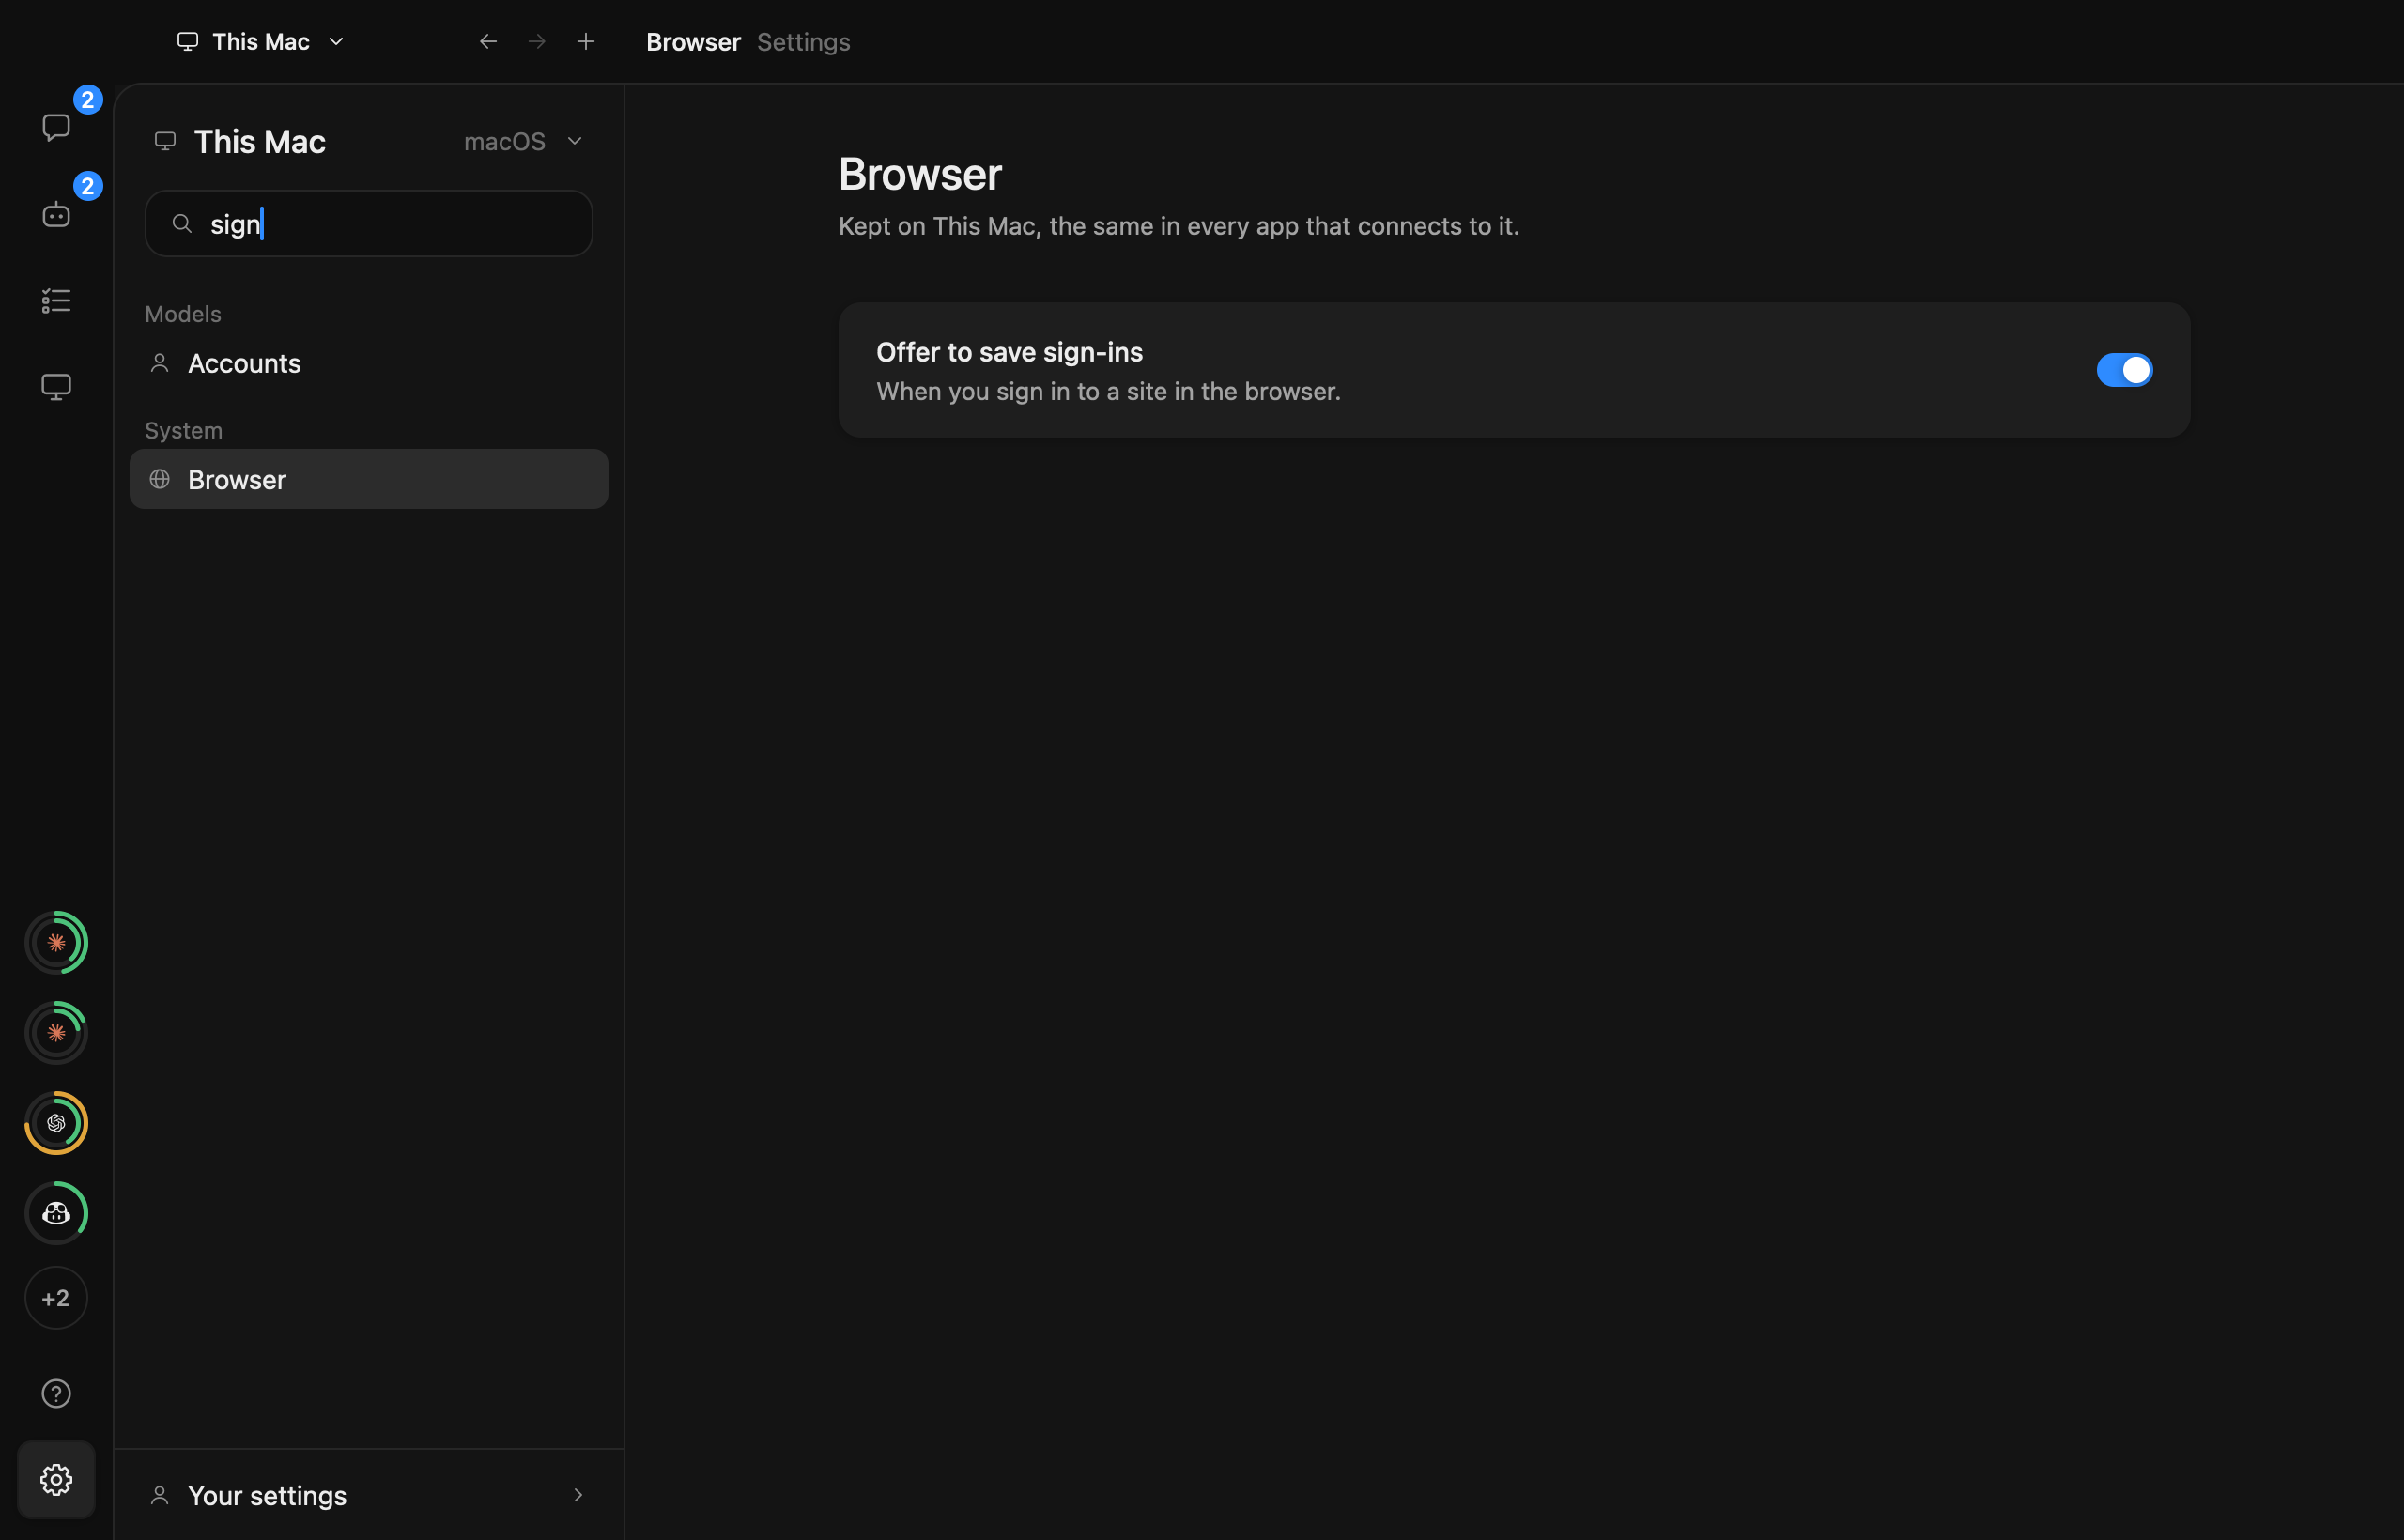 This Mac
Browser Settings
2
2
This Mac macOS
sign
Models
Accounts
System
Browser
Your settings
+2
Browser
Kept on This Mac, the same in every app that connects to it.
Offer to save sign-ins
When you sign in to a site in the browser.